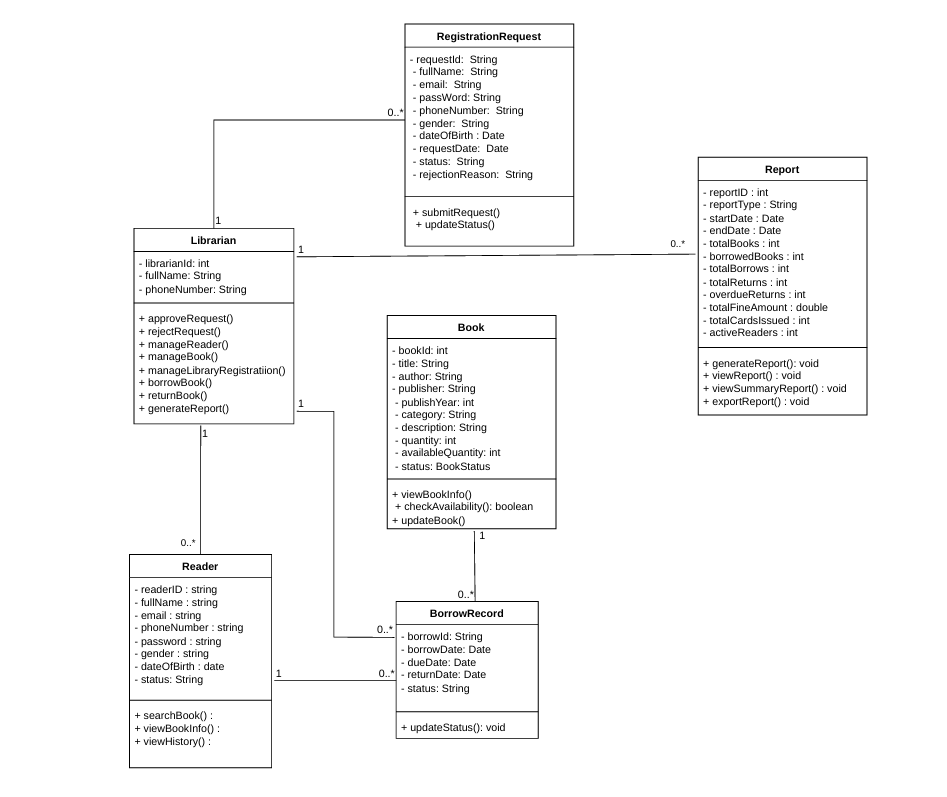 RegistrationRequest
- requestId:  String
- fullName:  String
- email:  String
- passWord: String
- phoneNumber:  String
- gender:  String
- dateOfBirth : Date
- requestDate:  Date
- status:  String
- rejectionReason:  String
+ submitRequest()
+ updateStatus()
0..*
1
Librarian
- librarianId: int
- fullName: String
- phoneNumber: String
+ approveRequest()
+ rejectRequest()
+ manageReader()
+ manageBook()
+ manageLibraryRegistratiion()
+ borrowBook()
+ returnBook()
+ generateReport()
1
0..*
Report
- reportID : int
- reportType : String
- startDate : Date
- endDate : Date
- totalBooks : int
- borrowedBooks : int
- totalBorrows : int
- totalReturns : int
- overdueReturns : int
- totalFineAmount : double
- totalCardsIssued : int
- activeReaders : int
+ generateReport(): void
+ viewReport() : void
+ viewSummaryReport() : void
+ exportReport() : void
Book
- bookId: int
- title: String
- author: String
- publisher: String
- publishYear: int
- category: String
- description: String
- quantity: int
- availableQuantity: int
- status: BookStatus
+ viewBookInfo()
+ checkAvailability(): boolean
+ updateBook()
1
1
1
0..*
0..*
Reader
- readerID : string
- fullName : string
- email : string
- phoneNumber : string
- password : string
- gender : string
- dateOfBirth : date
- status: String
+ searchBook() :
+ viewBookInfo() :
+ viewHistory() :
0..*
1
0..*
BorrowRecord
- borrowId: String
- borrowDate: Date
- dueDate: Date
- returnDate: Date
- status: String
+ updateStatus(): void